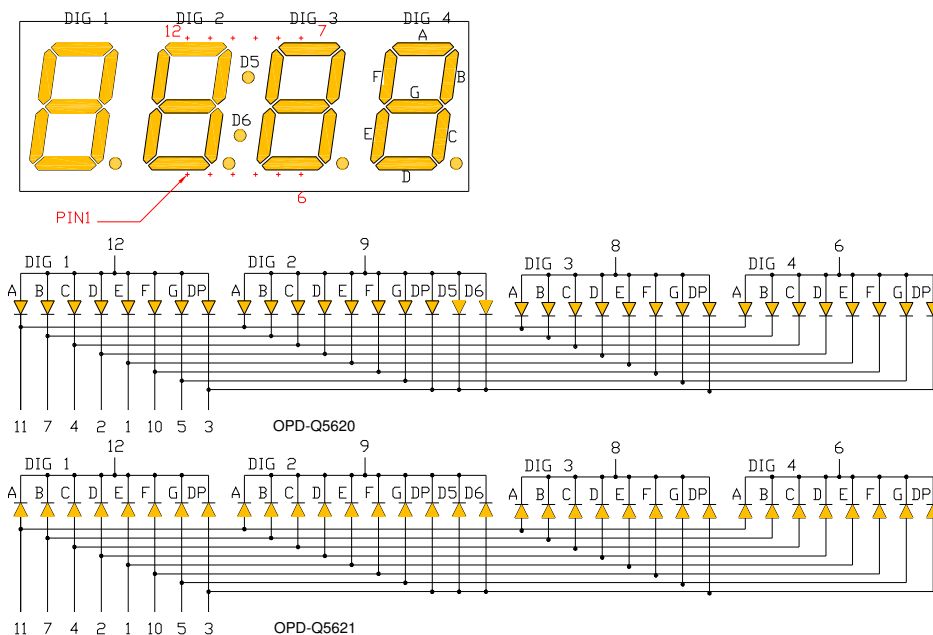 DIG 1 DIG 2 DIG 3 DIG 4
12 7 A
D5
F B
G
D6
E C
D
6
PIN1
12 9 8 6
DIG 1 DIG 2 DIG 3 DIG 4
A B C D E F G DP A B C D E F G DP D5 D6 A B C D E F G DP A B C D E F G DP
11 7 4 2 1 10 5 3 OPD-Q5620
12 9 8 6
DIG 1 DIG 2 DIG 3 DIG 4
A B C D E F G DP A B C D E F G DP D5 D6 A B C D E F G DP A B C D E F G DP
11 7 4 2 1 10 5 3 OPD-Q5621